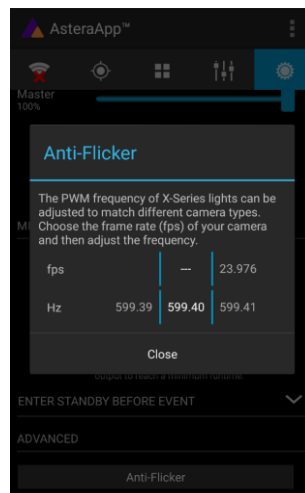 AsteraApp™
Master
100%
Anti-Flicker
The PWM frequency of X-Series lights can be
adjusted to match different camera types.
Choose the frame rate (fps) of your camera
and then adjust the frequency.
fps --- 23.976
Hz 599.39 599.40 599.41
Close
output to reach a minimum runtime.
ENTER STANDBY BEFORE EVENT
ADVANCED
Anti-Flicker